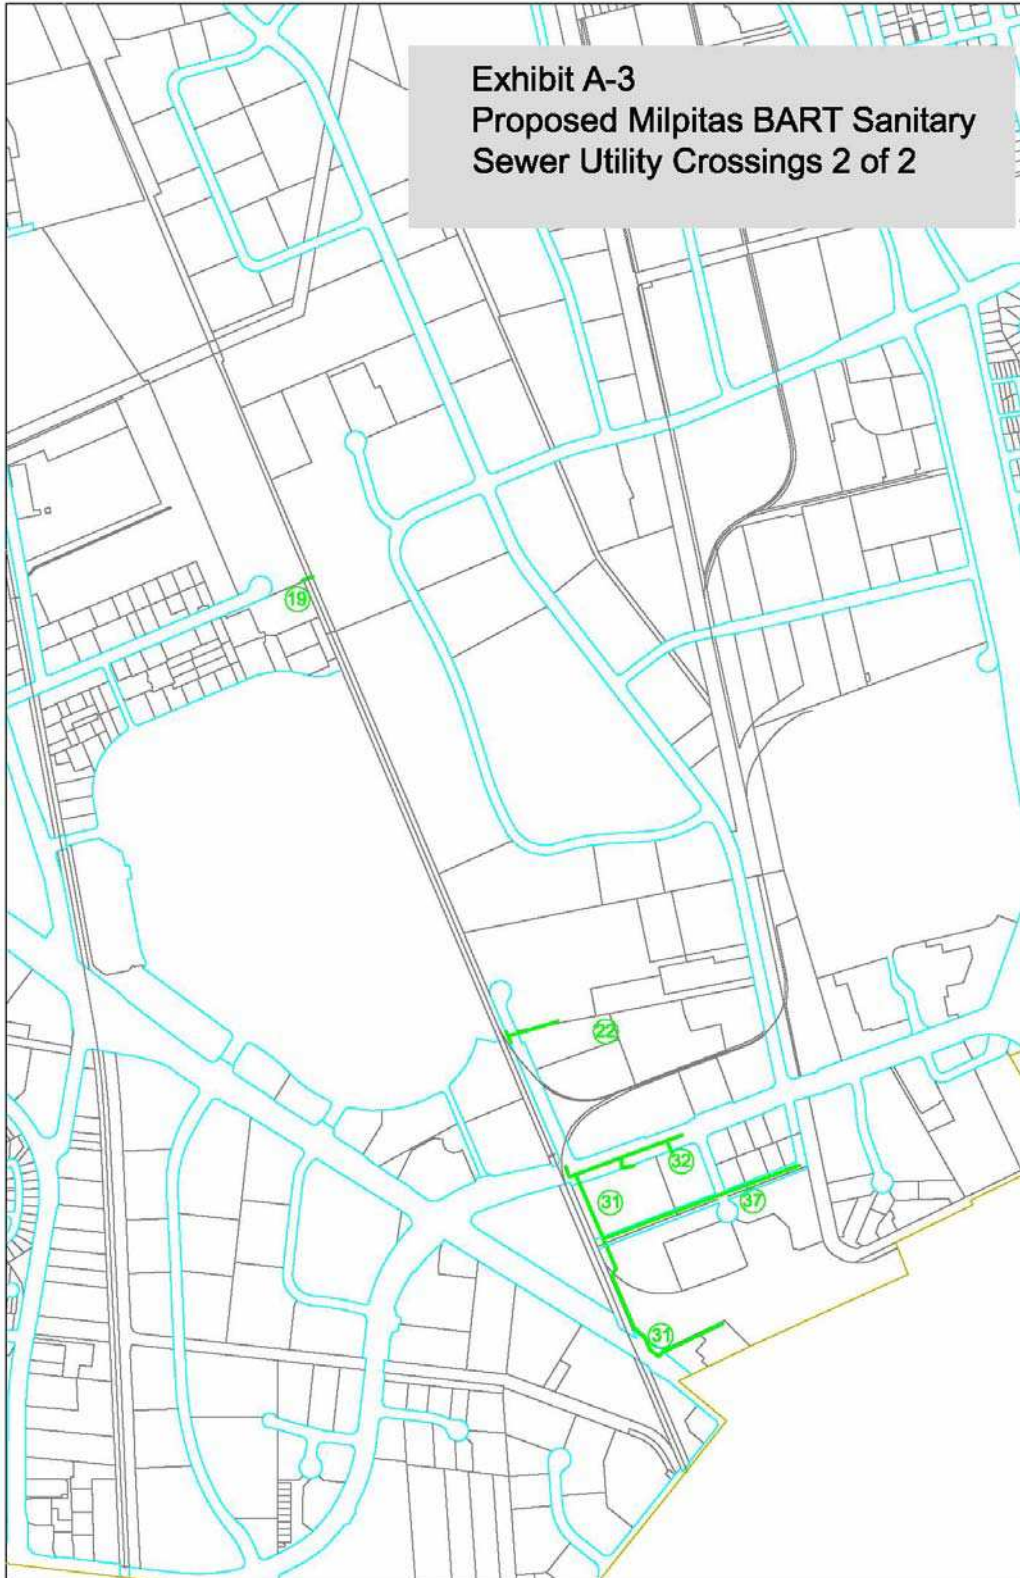 Exhibit A-3
Proposed Milpitas BART Sanitary
Sewer Utility Crossings 2 of 2
19
22
32
31
37
31